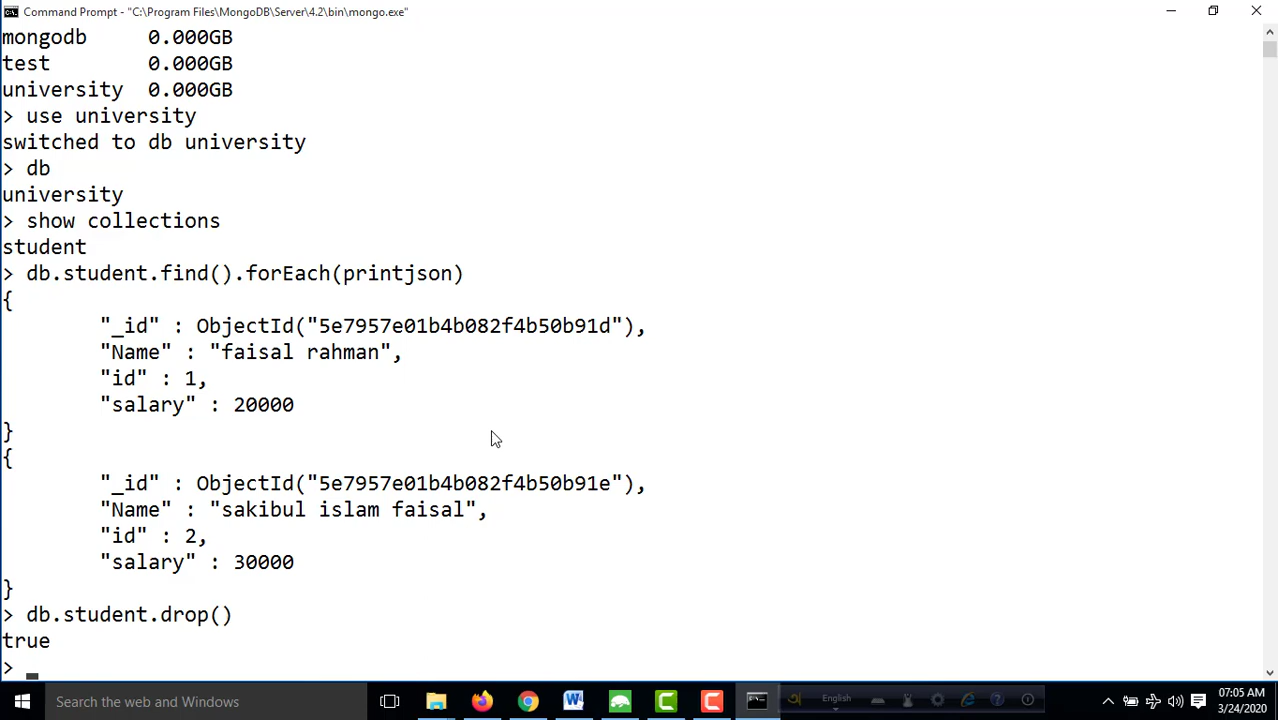 Command Prompt - "C:\Program Files\MongoDB\Server\4.2\bin\mongo.exe"
mongodb     0.000GB
test        0.000GB
university  0.000GB
> use university
switched to db university
> db
university
> show collections
student
> db.student.find().forEach(printjson)
{
        "_id" : ObjectId("5e7957e01b4b082f4b50b91d"),
        "Name" : "faisal rahman",
        "id" : 1,
        "salary" : 20000
}
{
        "_id" : ObjectId("5e7957e01b4b082f4b50b91e"),
        "Name" : "sakibul islam faisal",
        "id" : 2,
        "salary" : 30000
}
> db.student.drop()
true
>
Search the web and Windows
English
07:05 AM
3/24/2020